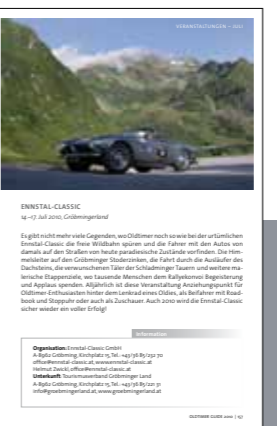 VERANSTALTUNGEN –
ENNSTAL-CLASSIC
14.–17. Juli 2010, Gröbmingerland
Es gibt nicht mehr viele Gegenden, wo Oldtimer noch so wie bei der urtümlichen
Ennstal-Classic die freie Wildbahn spüren und die Fahrer mit den Autos von
damals auf den Straßen von heute paradiesische Zustände vorfinden. Die Him-
melsleiter auf den Gröbminger Stoderzinken, die Fahrt durch die Ausläufer des
Dachsteins, die verwunschenen Täler der Schladminger Tauern und weitere ma-
lerische Etappenziele, wo tausende Menschen dem Rallyekonvoi Begeisterung
und Applaus spenden. Alljährlich ist diese Veranstaltung Anziehungspunkt für
Oldtimer-Enthusiasten hinter dem Lenkrad eines Oldies, als Beifahrer mit Road-
book und Stoppuhr oder auch als Zuschauer. Auch 2010 wird die Ennstal-Classic
sicher wieder ein voller Erfolg!
Information
Organisation: Ennstal-Classic GmbH
A-8962 Gröbming, Kirchplatz 15, Tel.
office@ennstal-classic.at, www.ennstal-classic.at
Helmut Zwickl, office@ennstal-classic.at
Unterkunft: Tourismusverband Gröbminger Land
A-8962 Gröbming, Kirchplatz 15, Tel.
info@groebmingerland.at, www.groebmingerland.at
OLDTIMER GUIDE 2010 |